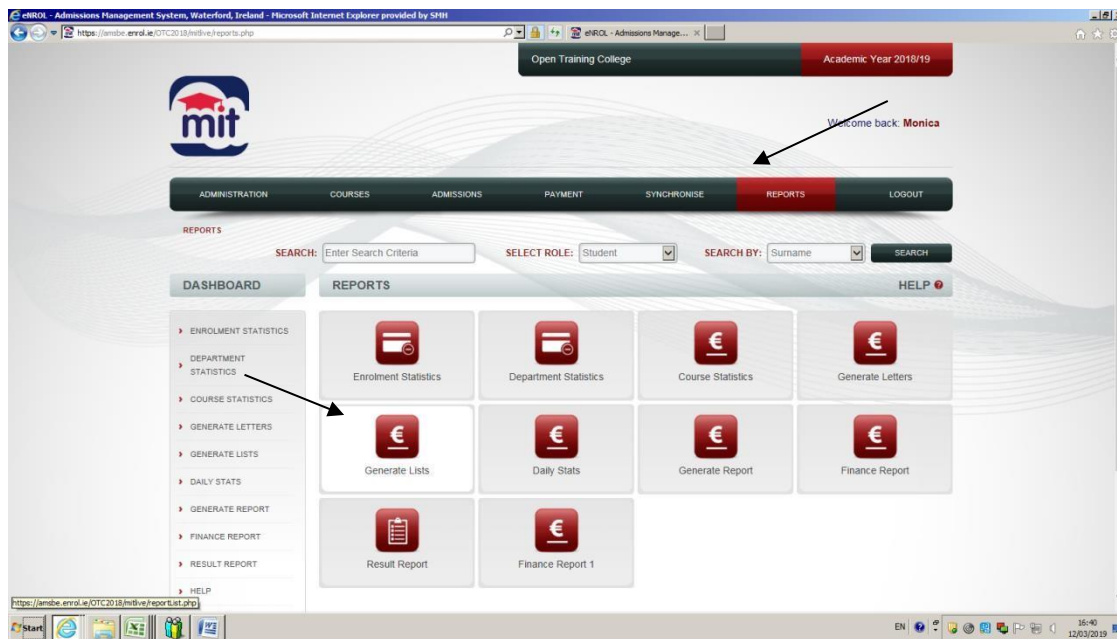 eNROL - Admissions Management System, Waterford, Ireland - Microsoft Internet Explorer provided by SMH
https://amsbe.enrol.ie/OTC2018/mitlive/reports.php
eNROL - Admissions Manage...
Open Training College
Academic Year 2018/19
mit
Welcome back: Monica
ADMINISTRATION COURSES ADMISSIONS PAYMENT SYNCHRONISE REPORTS LOGOUT
REPORTS
SEARCH: Enter Search Criteria SELECT ROLE: Student SEARCH BY: Surname SEARCH
DASHBOARD REPORTS HELP ?
ENROLMENT STATISTICS
DEPARTMENT
STATISTICS
COURSE STATISTICS
GENERATE LETTERS
GENERATE LISTS
DAILY STATS
GENERATE REPORT
FINANCE REPORT
RESULT REPORT
HELP
Enrolment Statistics Department Statistics € Course Statistics € Generate Letters
€ Generate Lists € Daily Stats € Generate Report € Finance Report
Result Report € Finance Report 1
https://amsbe.enrol.ie/OTC2018/mitlive/reportList.php
Start EN 16:40
12/03/2019